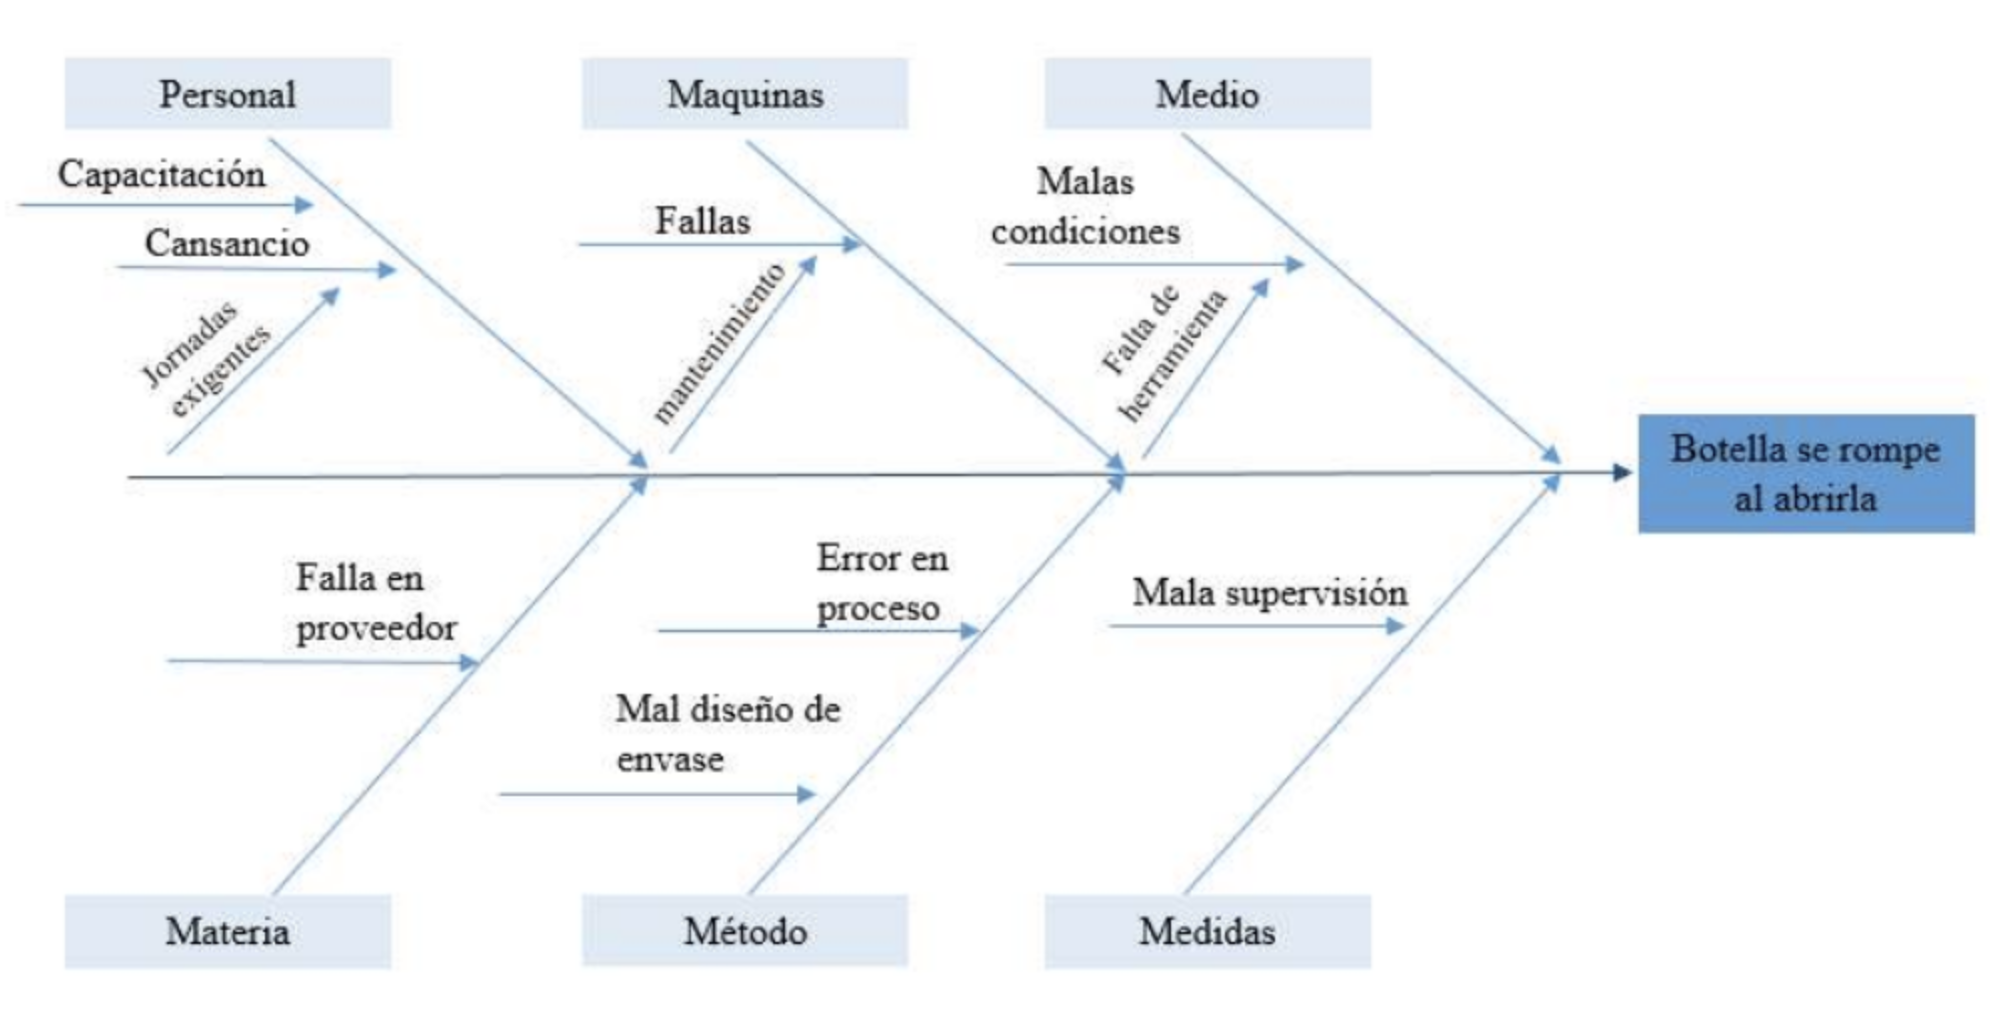 Personal
Maquinas
Medio
Capacitación
Cansancio
Jornadas
exigentes
Fallas
mantenimiento
Malas
condiciones
Falta de
herramienta
Botella se rompe
al abrirla
Falla en
proveedor
Error en
proceso
Mal diseño de
envase
Mala supervisión
Materia
Método
Medidas